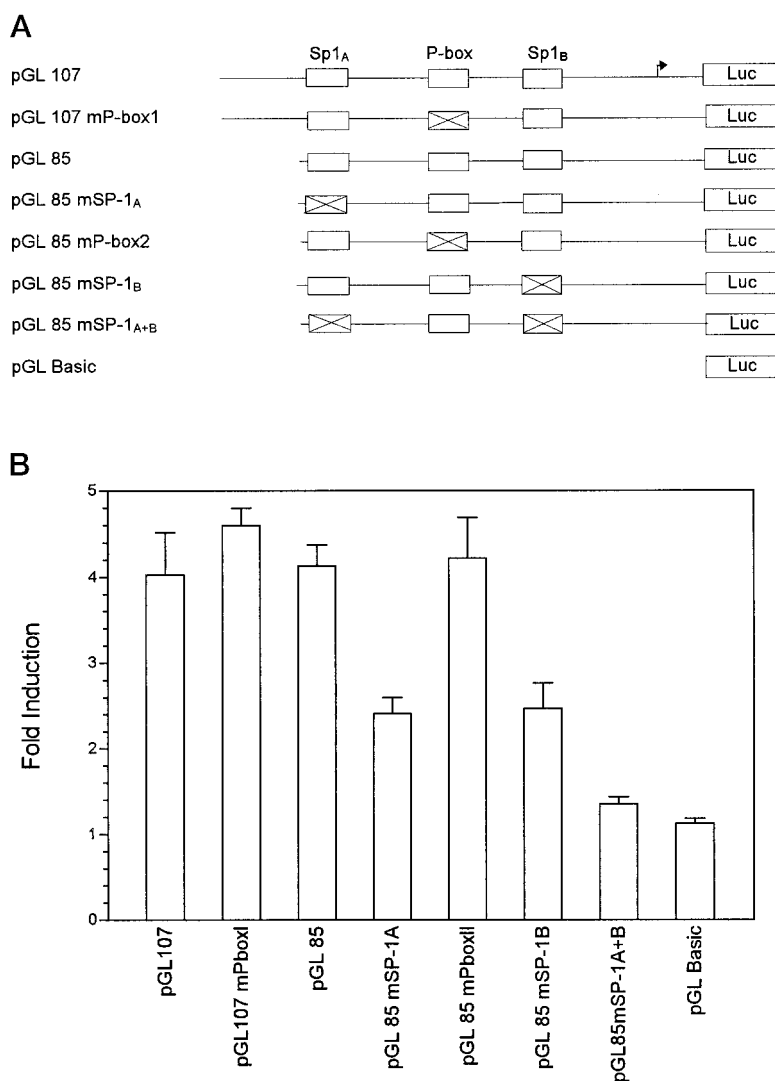 A
Sp1A P-box Sp1B
pGL 107 Luc
pGL 107 mP-box1 Luc
pGL 85 Luc
pGL 85 mSP-1A Luc
pGL 85 mP-box2 Luc
pGL 85 mSP-1B Luc
pGL 85 mSP-1A+B Luc
pGL Basic Luc
B
5
4
3
2
1
0
Fold Induction
pGL107
pGL107 mPboxI
pGL 85
pGL 85 mSP-1A
pGL 85 mPboxII
pGL 85 mSP-1B
pGL85mSP-1A+B
pGL Basic